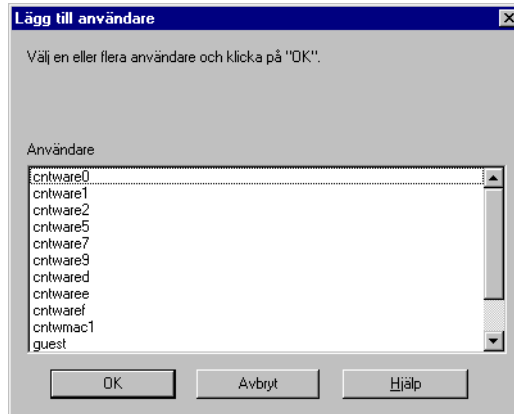 Lägg till användare
Välj en eller flera användare och klicka på "OK".
Användare
cntware0
cntware1
cntware2
cntware5
cntware7
cntware9
cntwared
cntwaree
cntwaref
cntwmac1
guest
OK Avbryt Hjälp